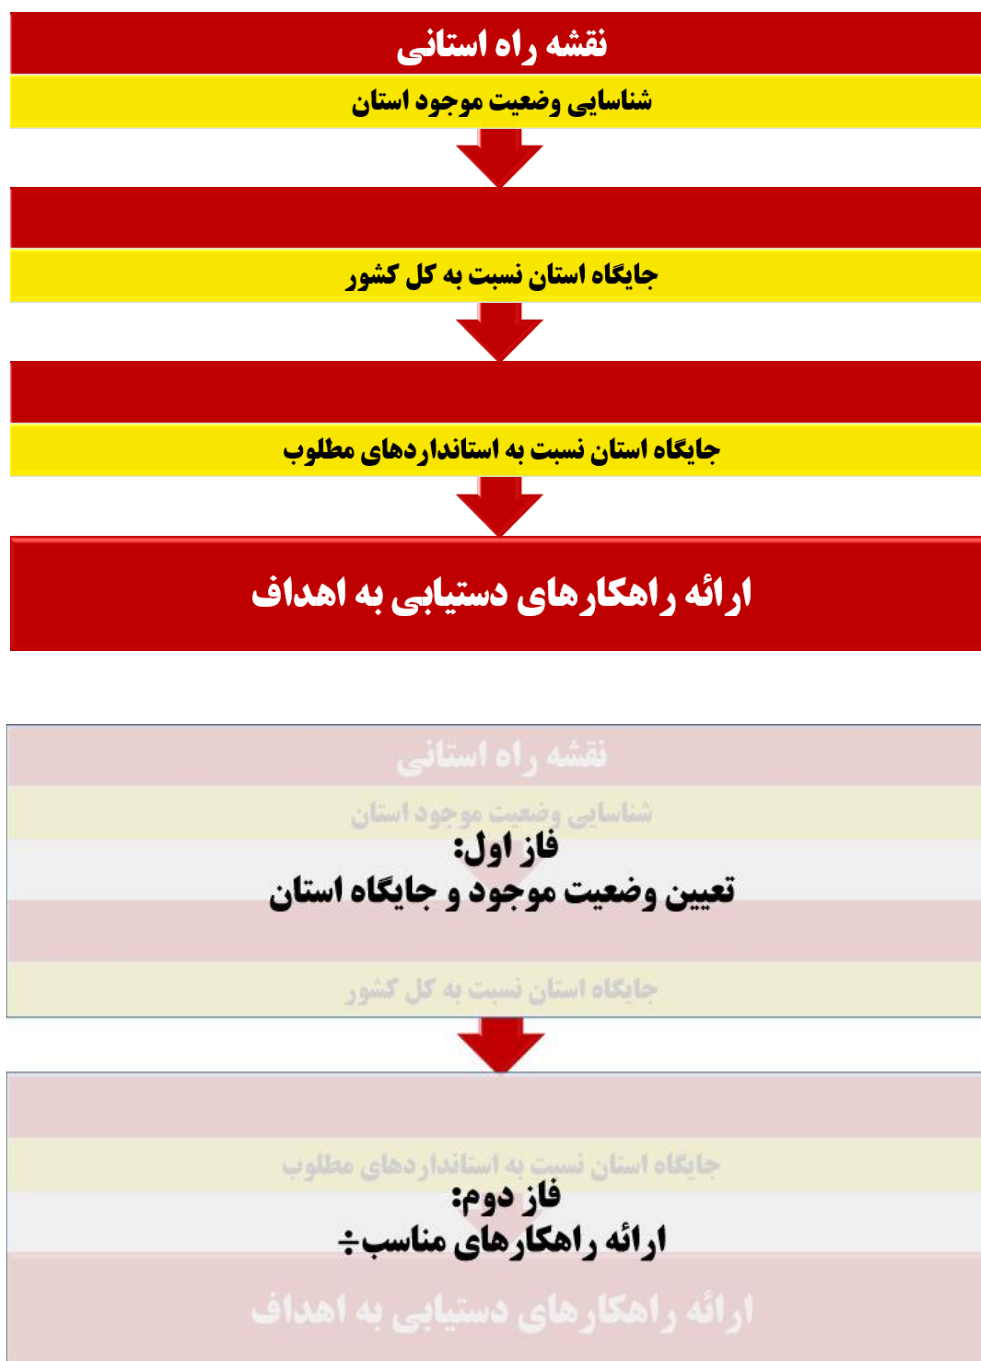 نقشه راه استانی
شناسایی وضعیت موجود استان
جایگاه استان نسبت به کل کشور
جایگاه استان نسبت به استانداردهای مطلوب
ارائه راهکارهای دستیابی به اهداف
نقشه راه استانی
شناسایی وضعیت موجود استان
فاز اول:
تعیین وضعیت موجود و جایگاه استان
جایگاه استان نسبت به کل کشور
جایگاه استان نسبت به استانداردهای مطلوب
فاز دوم:
ارائه راهکارهای مناسب÷
ارائه راهکارهای دستیابی به اهداف